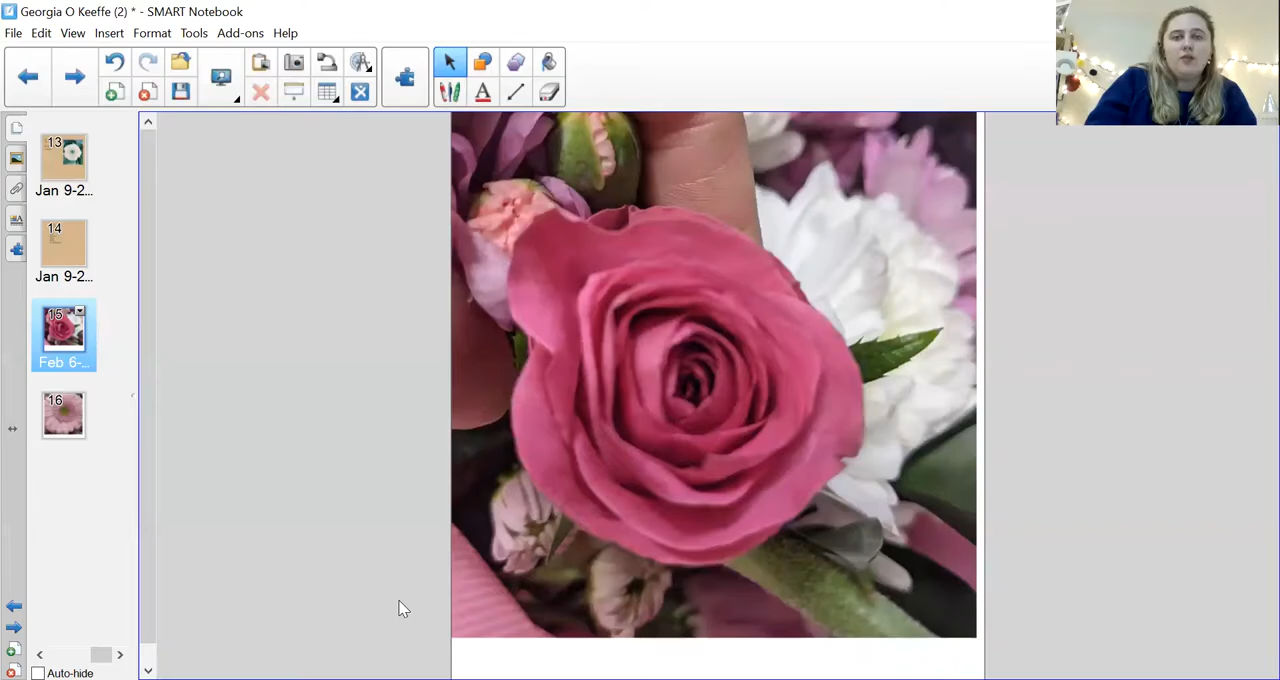 Georgia O Keeffe (2) * - SMART Notebook
File Edit View Insert Format Tools Add-ons Help
13
Jan 9-2...
14
Jan 9-2...
15
Feb 6-...
16
Auto-hide